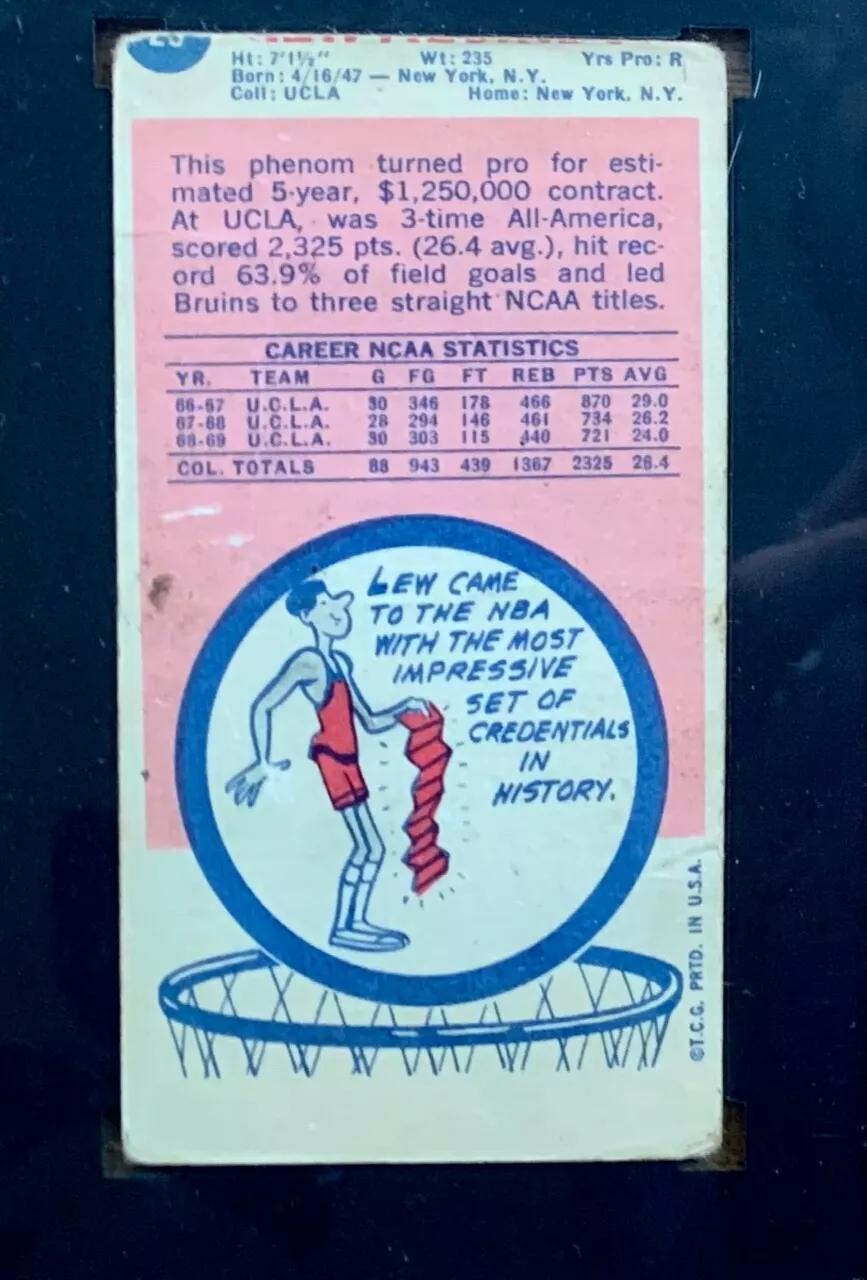 25
Ht: 7'1½" Wt: 235 Yrs Pro: R
Born: 4/16/47 — New York, N.Y.
Coll: UCLA Home: New York, N.Y.
This phenom turned pro for esti-
mated 5-year, $1,250,000 contract.
At UCLA, was 3-time All-America,
scored 2,325 pts. (26.4 avg.), hit rec-
ord 63.9% of field goals and led
Bruins to three straight NCAA titles.
CAREER NCAA STATISTICS
YR. TEAM G FG FT REB PTS AVG
66-67 U.C.L.A. 30 346 178 466 870 29.0
67-68 U.C.L.A. 28 294 146 461 734 26.2
68-69 U.C.L.A. 30 303 115 440 721 24.0
COL. TOTALS 88 943 439 1367 2325 26.4
LEW CAME
TO THE NBA
WITH THE MOST
IMPRESSIVE
SET OF
CREDENTIALS
IN
HISTORY.
©T.C.G. PRTD. IN U.S.A.